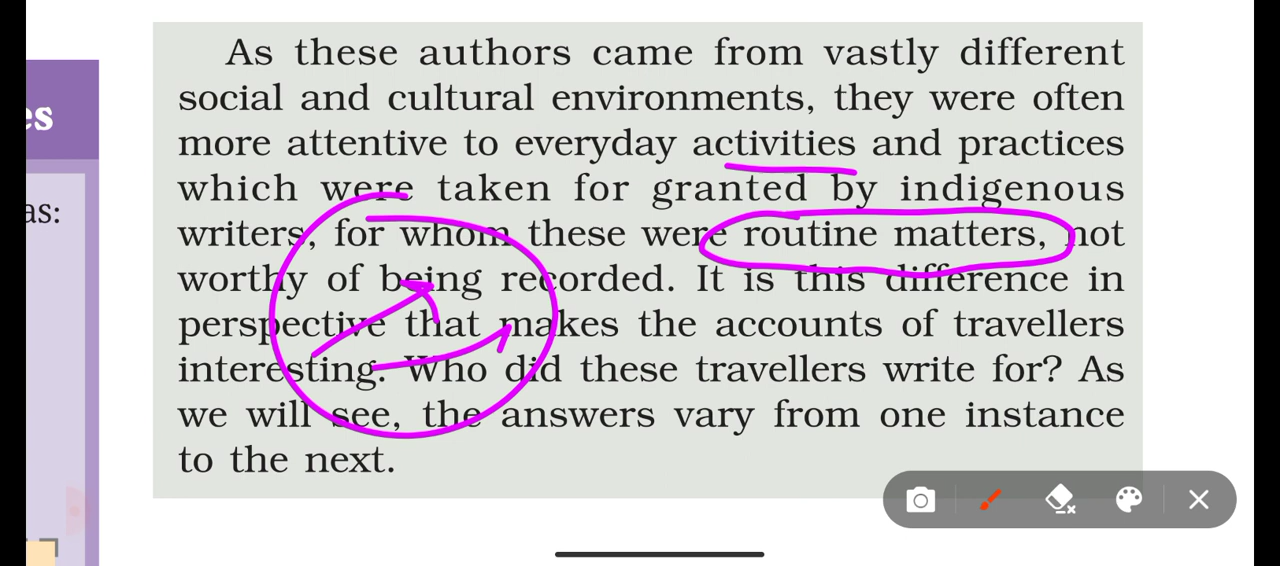 As these authors came from vastly different
social and cultural environments, they were often
es
more attentive to everyday activities and practices
which were taken for granted by indigenous
as:
writers, for whom these were routine matters, not
worthy of being recorded. It is this difference in
perspective that makes the accounts of travellers
interesting. Who did these travellers write for? As
we will see, the answers vary from one instance
to the next.